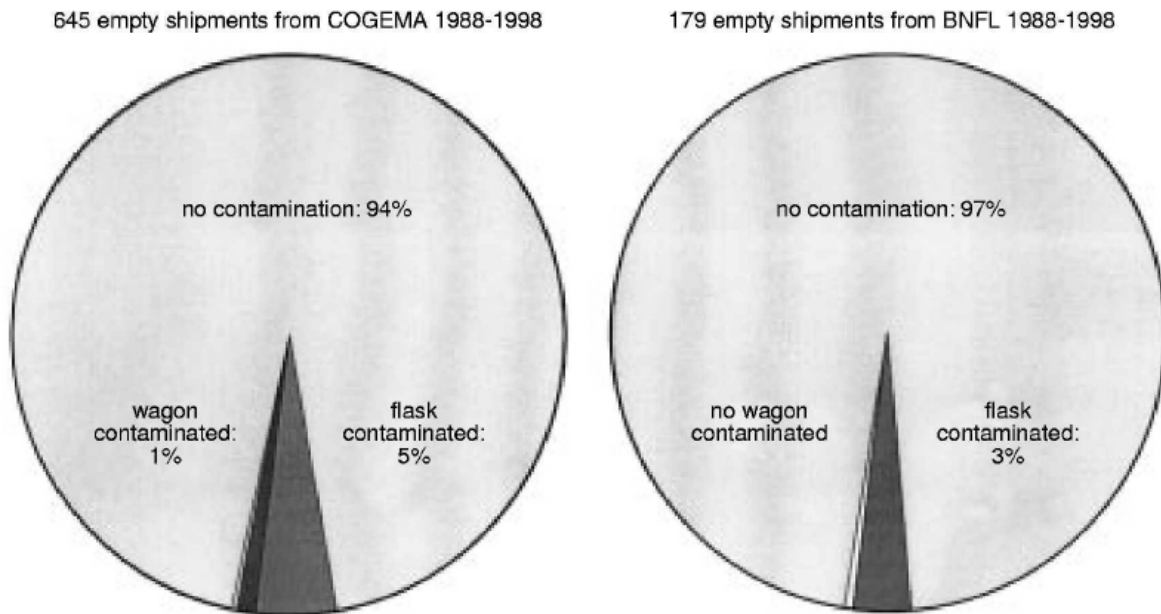 645 empty shipments from COGEMA 1988-1998
no contamination: 94%
wagon
contaminated:
1%
flask
contaminated:
5%
179 empty shipments from BNFL 1988-1998
no contamination: 97%
no wagon
contaminated
flask
contaminated:
3%